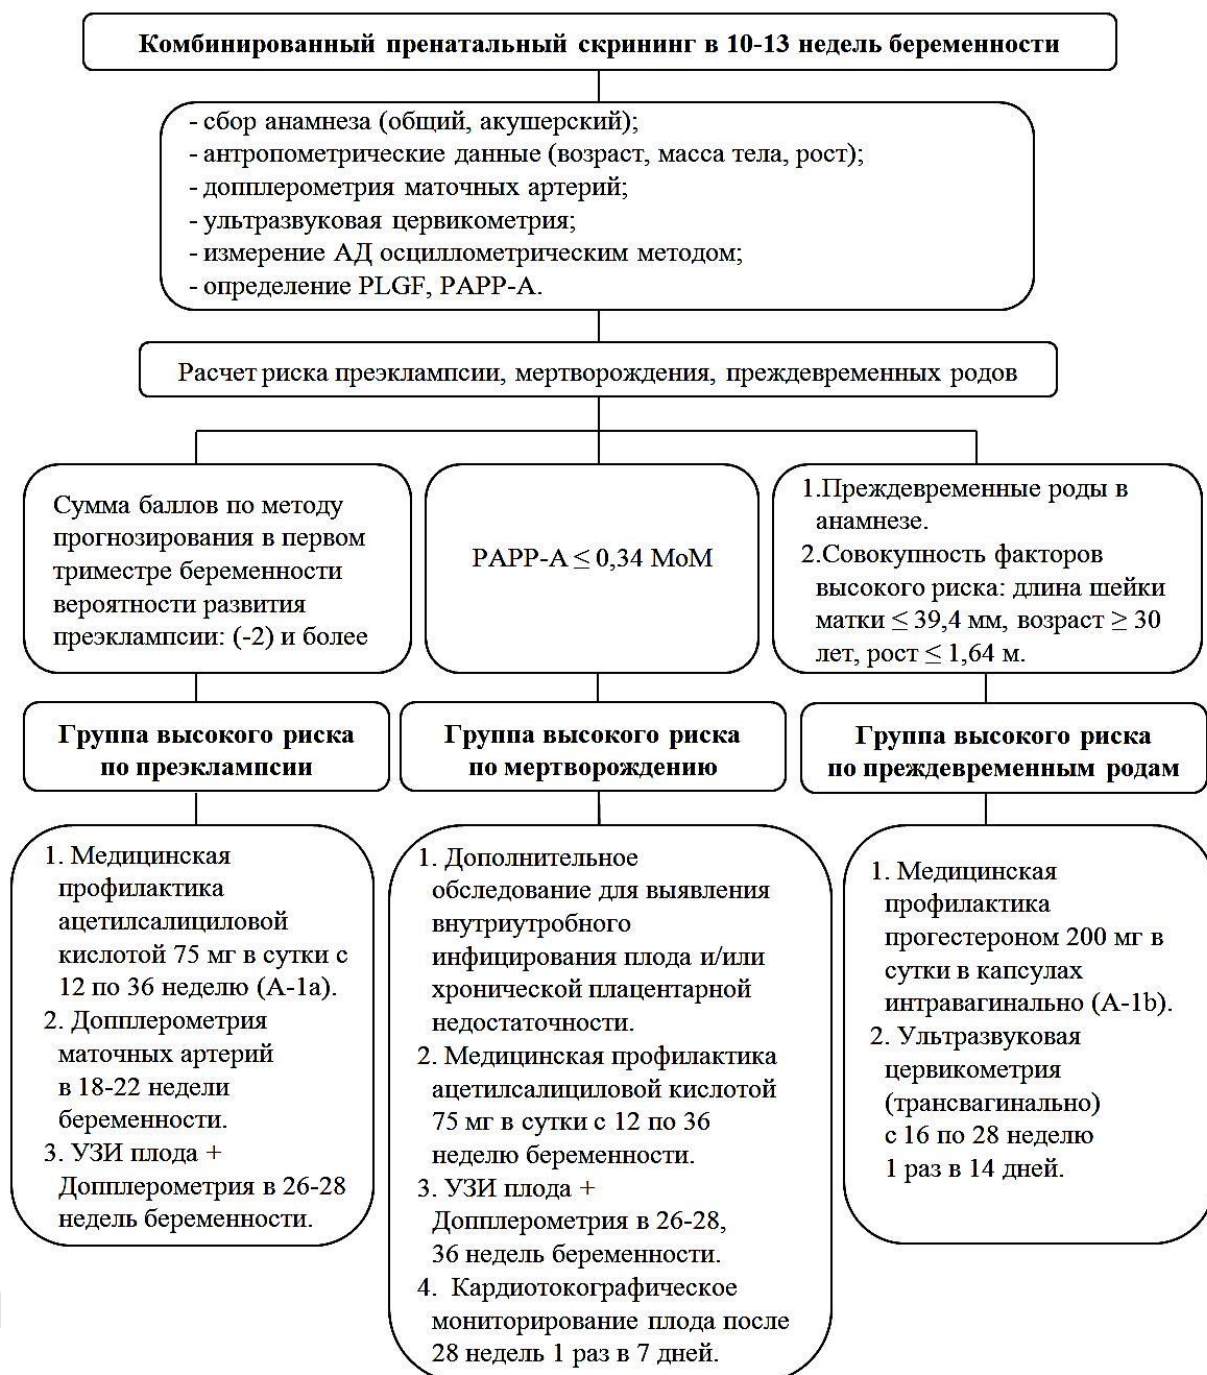 Комбинированный пренатальный скрининг в 10-13 недель беременности
- сбор анамнеза (общий, акушерский);
- антропометрические данные (возраст, масса тела, рост);
- допплерометрия маточных артерий;
- ультразвуковая цервикометрия;
- измерение АД осциллометрическим методом;
- определение PLGF, PAPP-A.
Расчет риска преэклампсии, мертворождения, преждевременных родов
Сумма баллов по методу
прогнозирования в первом
триместре беременности
вероятности развития
преэклампсии: (-2) и более
PAPP-A ≤ 0,34 МоМ
1.Преждевременные роды в
анамнезе.
2.Совокупность факторов
высокого риска: длина шейки
матки ≤ 39,4 мм, возраст ≥ 30
лет, рост ≤ 1,64 м.
Группа высокого риска
по преэклампсии
Группа высокого риска
по мертворождению
Группа высокого риска
по преждевременным родам
1. Медицинская
профилактика
ацетилсалициловой
кислотой 75 мг в сутки с
12 по 36 неделю (А-1а).
2. Допплерометрия
маточных артерий
в 18-22 недели
беременности.
3. УЗИ плода +
Допплерометрия в 26-28
недель беременности.
1. Дополнительное
обследование для выявления
внутриутробного
инфицирования плода и/или
хронической плацентарной
недостаточности.
2. Медицинская профилактика
ацетилсалициловой кислотой
75 мг в сутки с 12 по 36
неделю беременности.
3. УЗИ плода +
Допплерометрия в 26-28,
36 недель беременности.
4. Кардиотокографическое
мониторирование плода после
28 недель 1 раз в 7 дней.
1. Медицинская
профилактика
прогестероном 200 мг в
сутки в капсулах
интравагинально (А-1b).
2. Ультразвуковая
цервикометрия
(трансвагинально)
с 16 по 28 неделю
1 раз в 14 дней.